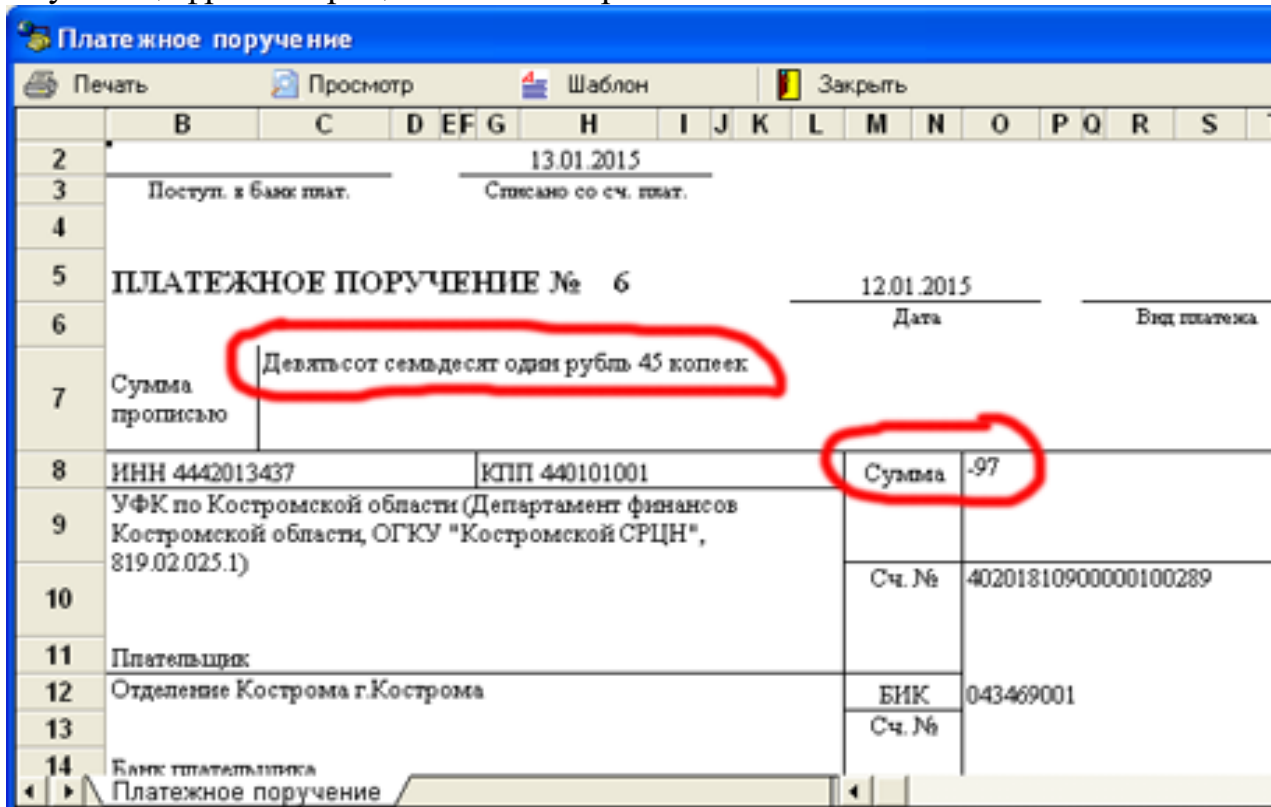 Платежное поручение
Печать Просмотр Шаблон Закрыть
B C D E F G H I J K L M N O P Q R S
2 13.01.2015
3 Поступ. в банк плат. Списано со сч. плат.
4
5 ПЛАТЕЖНОЕ ПОРУЧЕНИЕ № 6 12.01.2015
6 Дата Вид платежа
Девятьсот семьдесят один рубль 45 копеек
7 Сумма
прописью
8 ИНН 4442013437 КПП 440101001 Сумма -97
УФК по Костромской области (Департамент финансов
9 Костромской области, ОГКУ "Костромской СРЦН",
819.02.025.1)
10 Сч. № 40201810900000100289
11 Плательщик
12 Отделение Кострома г.Кострома БИК 043469001
13 Сч. №
14 Банк плательщика
Платежное поручение